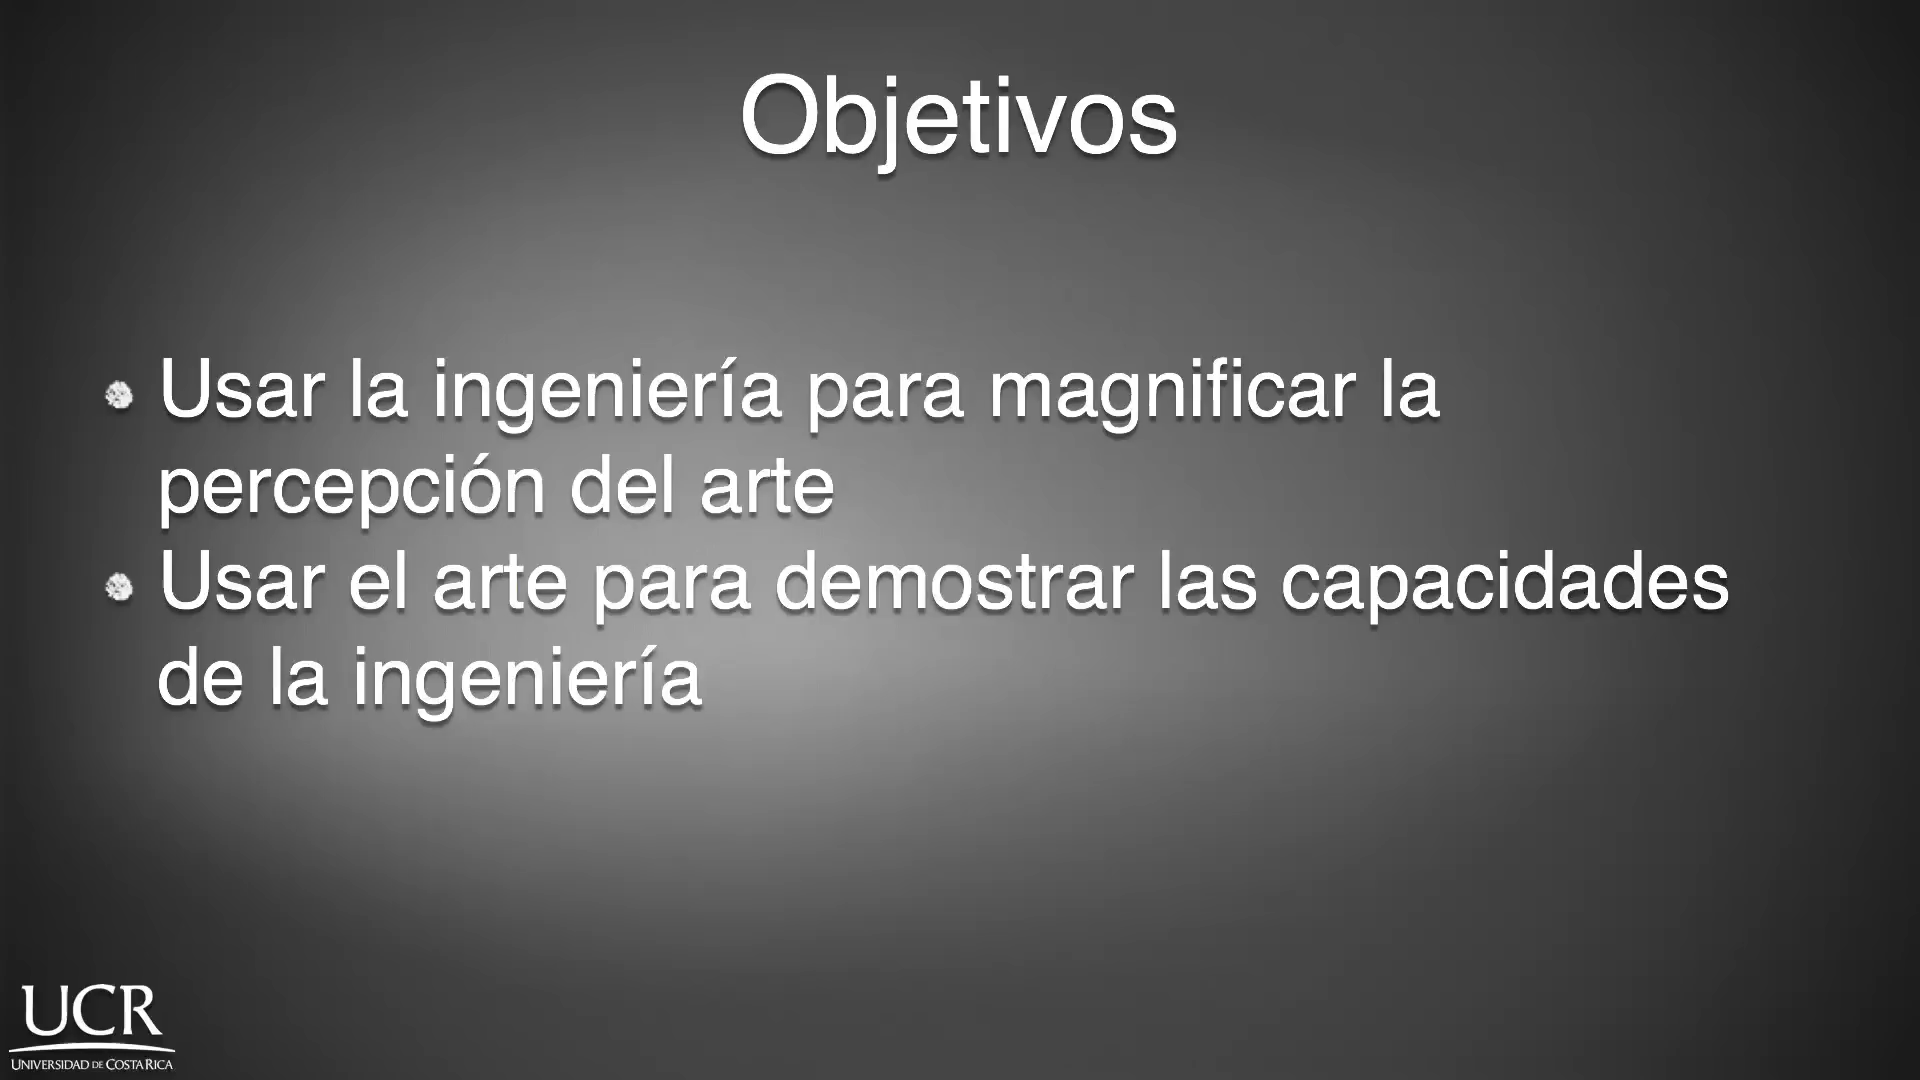 Objetivos
Usar la ingeniería para magnificar la
percepción del arte
Usar el arte para demostrar las capacidades
de la ingeniería
UCR
UNIVERSIDAD DE COSTA RICA